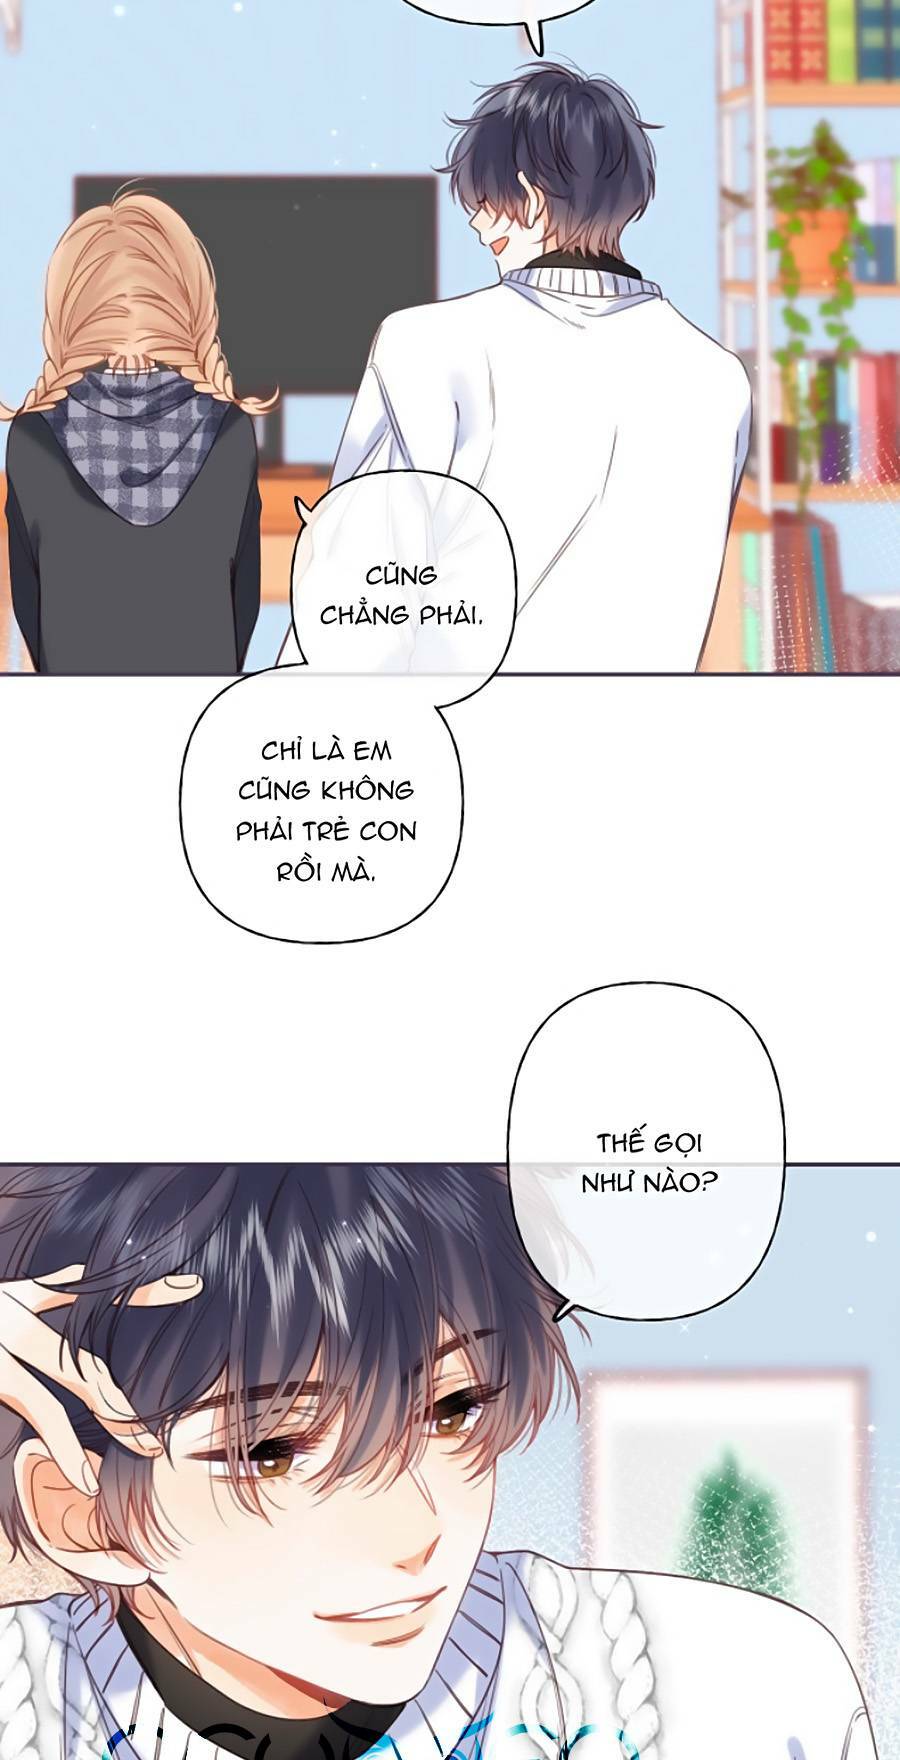 CŨNG
CHẲNG PHẢI.
CHỈ LÀ EM
CŨNG KHÔNG
PHẢI TRẺ CON
RỒI MÀ.
THẾ GỌI
NHƯ NÀO?